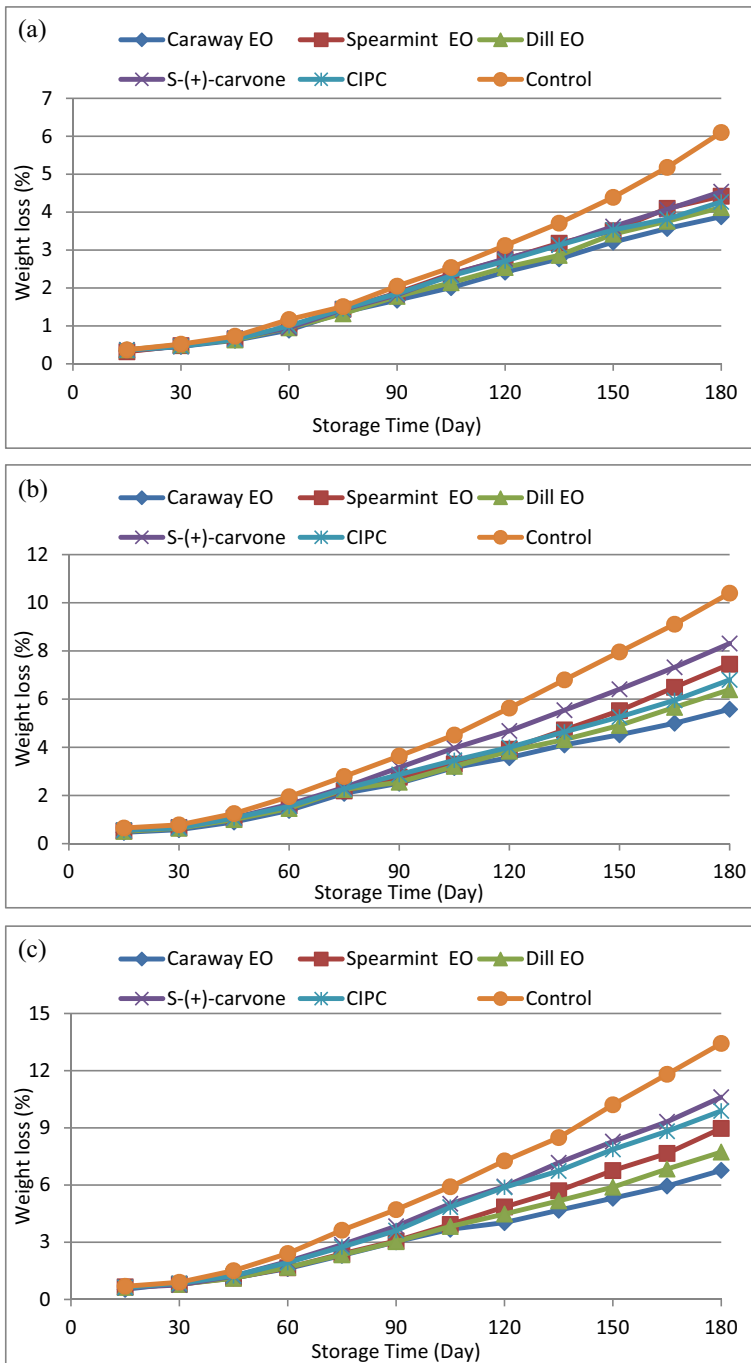 (a)
Caraway EO Spearmint EO Dill EO
S-(+)-carvone CIPC Control
7
6
5
4
3
2
1
0
Weight loss (%)
0 30 60 90 120 150 180
Storage Time (Day)
(b)
Caraway EO Spearmint EO Dill EO
S-(+)-carvone CIPC Control
12
10
8
6
4
2
0
Weight loss (%)
0 30 60 90 120 150 180
Storage Time (Day)
(c)
Caraway EO Spearmint EO Dill EO
S-(+)-carvone CIPC Control
15
12
9
6
3
0
Weight loss (%)
0 30 60 90 120 150 180
Storage Time (Day)